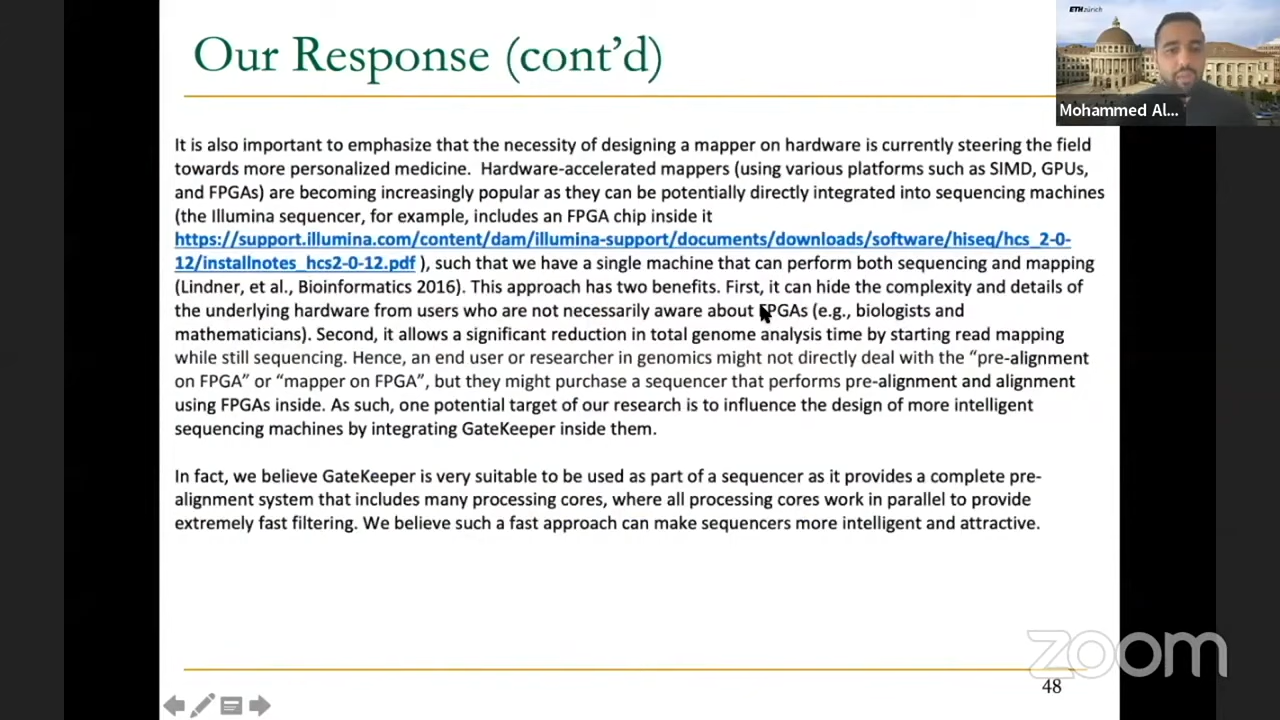 Our Response (cont’d)
ETH zürich
Mohammed Al...
It is also important to emphasize that the necessity of designing a mapper on hardware is currently steering the field
towards more personalized medicine.  Hardware-accelerated mappers (using various platforms such as SIMD, GPUs,
and FPGAs) are becoming increasingly popular as they can be potentially directly integrated into sequencing machines
(the Illumina sequencer, for example, includes an FPGA chip inside it
https://support.illumina.com/content/dam/illumina-support/documents/downloads/software/hiseq/hcs_2-0-
12/installnotes_hcs2-0-12.pdf ), such that we have a single machine that can perform both sequencing and mapping
(Lindner, et al., Bioinformatics 2016). This approach has two benefits. First, it can hide the complexity and details of
the underlying hardware from users who are not necessarily aware about FPGAs (e.g., biologists and
mathematicians). Second, it allows a significant reduction in total genome analysis time by starting read mapping
while still sequencing. Hence, an end user or researcher in genomics might not directly deal with the “pre-alignment
on FPGA” or “mapper on FPGA”, but they might purchase a sequencer that performs pre-alignment and alignment
using FPGAs inside. As such, one potential target of our research is to influence the design of more intelligent
sequencing machines by integrating GateKeeper inside them.
In fact, we believe GateKeeper is very suitable to be used as part of a sequencer as it provides a complete pre-
alignment system that includes many processing cores, where all processing cores work in parallel to provide
extremely fast filtering. We believe such a fast approach can make sequencers more intelligent and attractive.
zoom
48